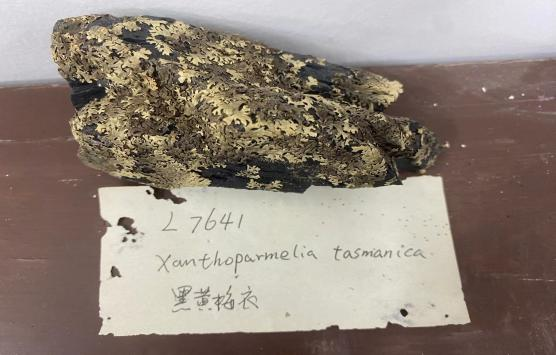 L 7641
Xanthoparmelia tasmanica
黑黄梅衣